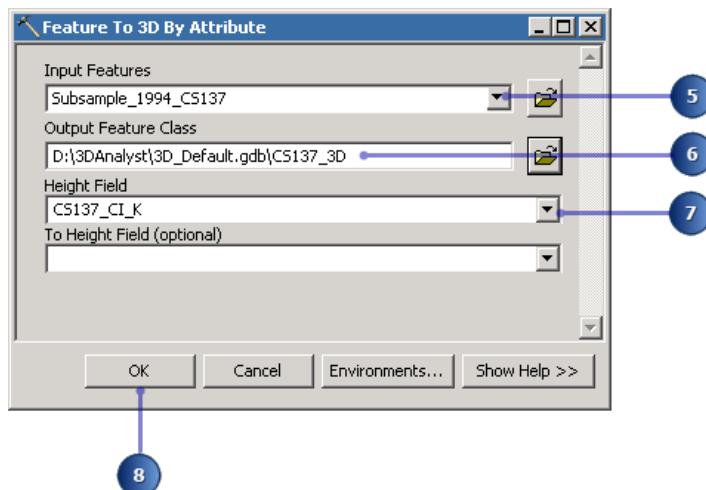 Feature To 3D By Attribute
Input Features
Subsample_1994_CS137
5
Output Feature Class
D:\3DAnalyst\3D_Default.gdb\CS137_3D
6
Height Field
CS137_CI_K
7
To Height Field (optional)
OK
Cancel
Environments...
Show Help >>
8